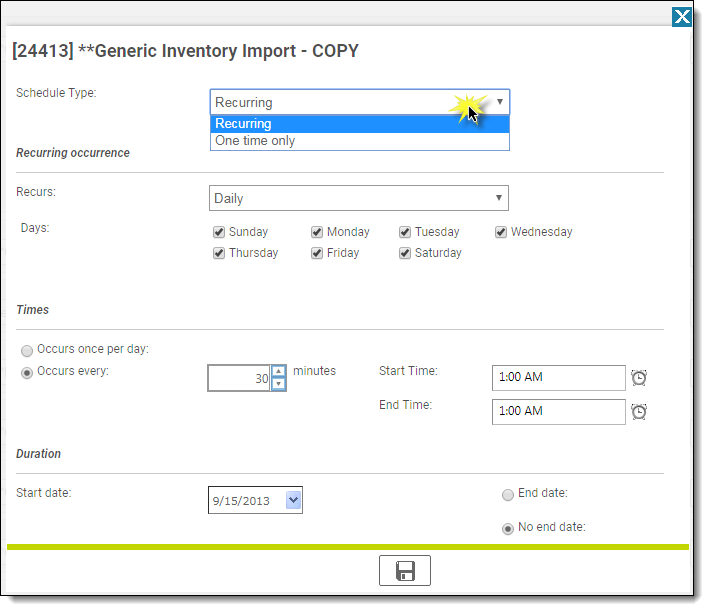 [24413] **Generic Inventory Import - COPY
Schedule Type:
Recurring
Recurring
One time only
Recurring occurrence
Recurs:
Daily
Days:
Sunday Monday Tuesday Wednesday
Thursday Friday Saturday
Times
Occurs once per day:
Occurs every: 30 minutes Start Time: 1:00 AM
End Time: 1:00 AM
Duration
Start date: 9/15/2013 End date:
No end date: